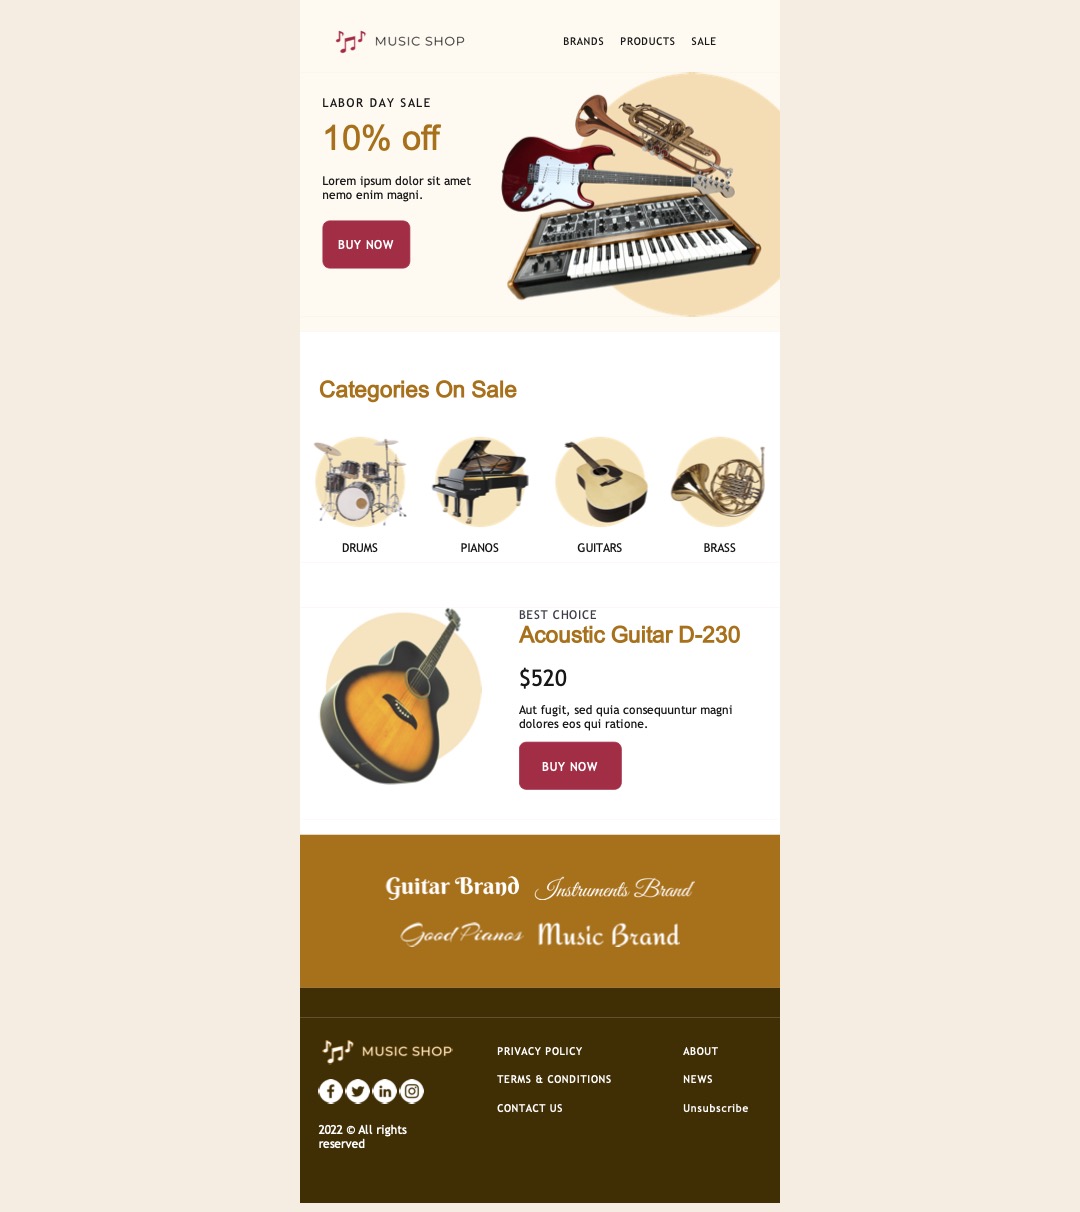 MUSIC SHOP
BRANDS PRODUCTS SALE
LABOR DAY SALE
10% off
Lorem ipsum dolor sit amet
nemo enim magni.
BUY NOW
Categories On Sale
DRUMS PIANOS GUITARS BRASS
BEST CHOICE
Acoustic Guitar D-230
$520
Aut fugit, sed quia consequuntur magni
dolores eos qui ratione.
BUY NOW
Guitar Brand Instruments Brand
Good Pianos Music Brand
MUSIC SHOP
2022 © All rights
reserved
PRIVACY POLICY
TERMS & CONDITIONS
CONTACT US
ABOUT
NEWS
Unsubscribe